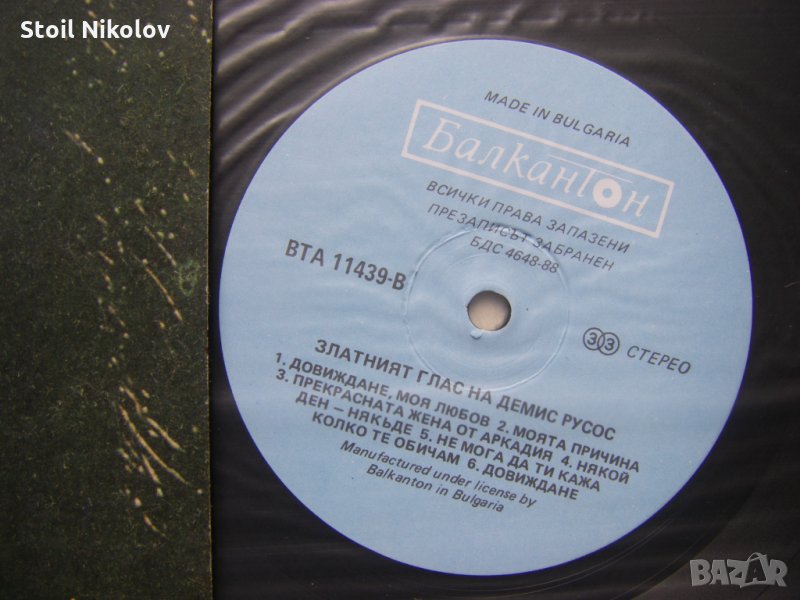 Stoil Nikolov
MADE IN BULGARIA
Балкантон
ВСИЧКИ ПРАВА ЗАПАЗЕНИ
ПРЕЗАПИСЪТ ЗАБРАНЕН
БДС 4648-88
ВТА 11439-В
33 СТЕРЕО
ЗЛАТНИЯТ ГЛАС НА ДЕМИС РУСОС
1. ДОВИЖДАНЕ, МОЯ ЛЮБОВ 2. МОЯТА ПРИЧИНА
3. ПРЕКРАСНАТА ЖЕНА ОТ АРКАДИЯ 4. НЯКОЙ
ДЕН – НЯКЪДЕ 5. НЕ МОГА ДА ТИ КАЖА
КОЛКО ТЕ ОБИЧАМ 6. ДОВИЖДАНЕ
Manufactured under license by
Balkanton in Bulgaria
BAZAR